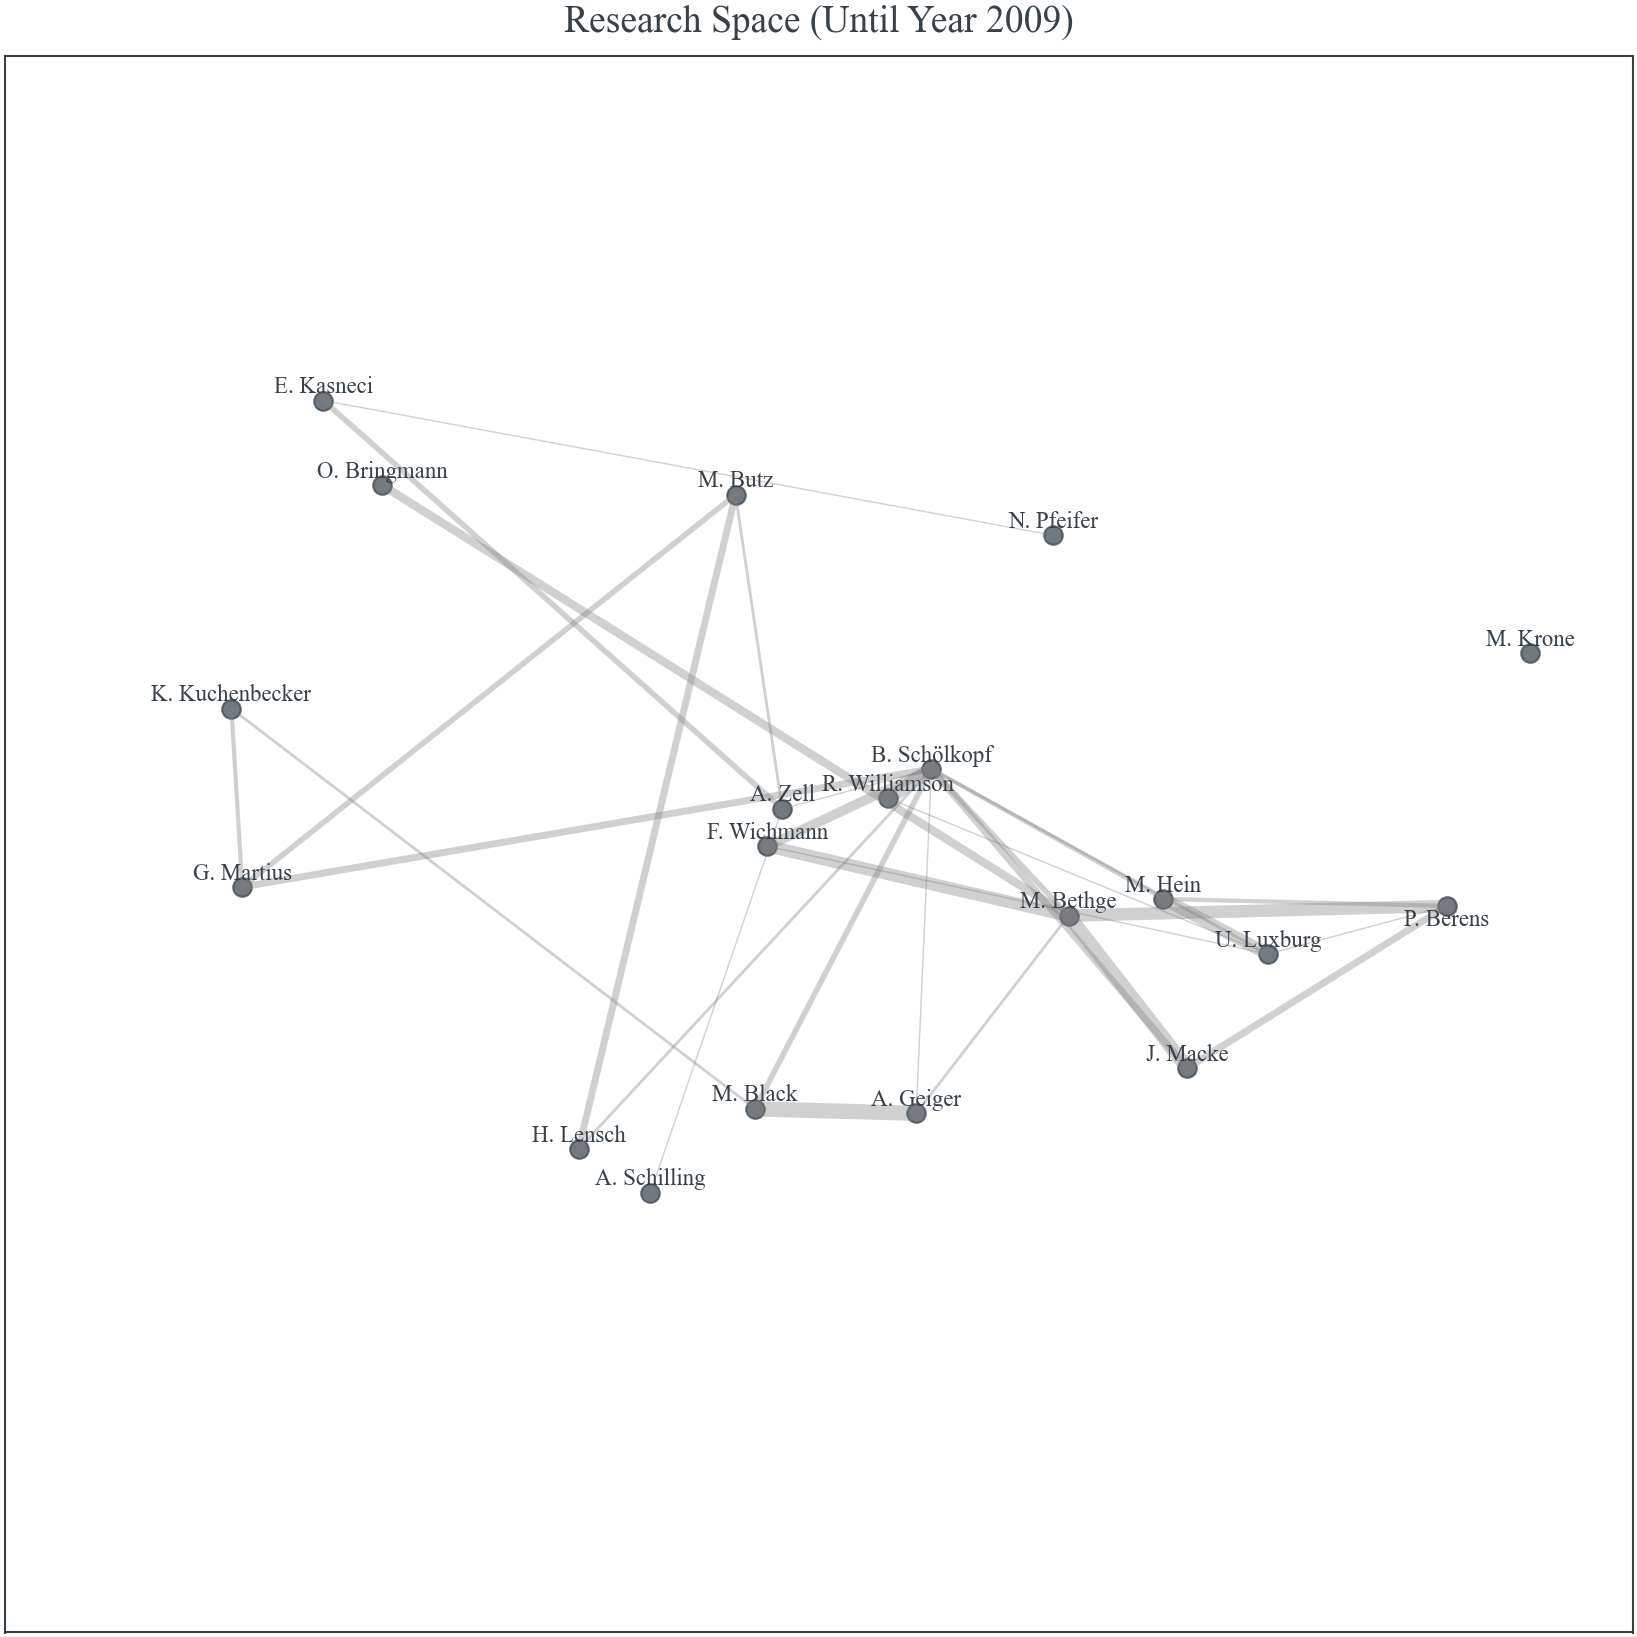 Research Space (Until Year 2009)
E. Kasneci
O. Bringmann
M. Butz
N. Pfeifer
M. Krone
K. Kuchenbecker
B. Schölkopf
R. Williamson
A. Zell
F. Wichmann
G. Martius
M. Hein
M. Bethge
P. Berens
U. Luxburg
J. Macke
M. Black
A. Geiger
H. Lensch
A. Schilling